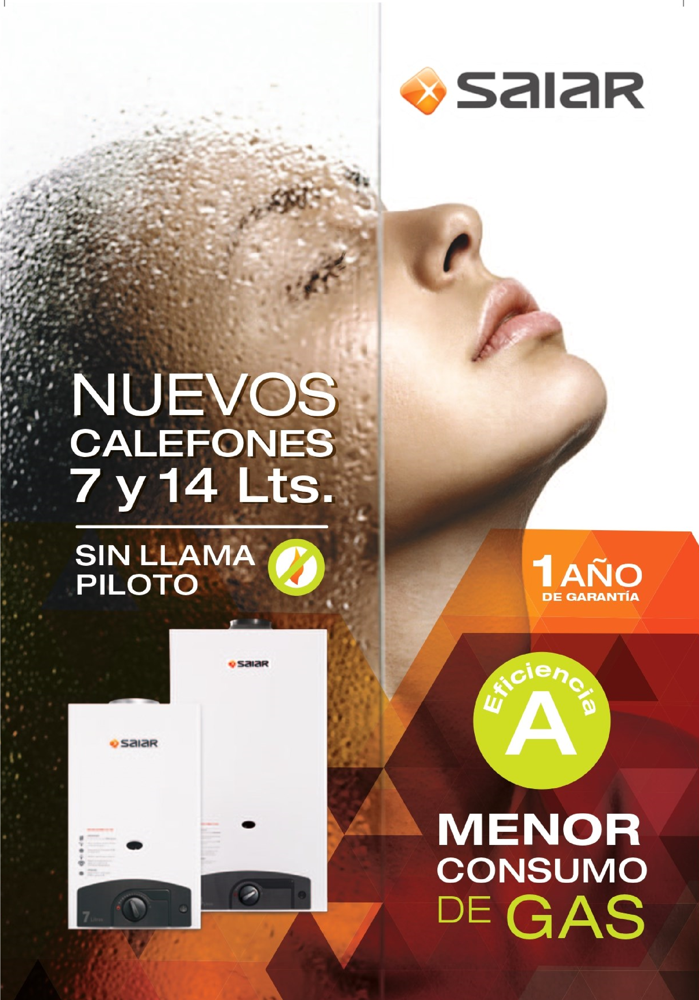 SAIAR
NUEVOS
CALEFONES
7 y 14 Lts.
SIN LLAMA
PILOTO
1 AÑO
DE GARANTÍA
Eficiencia
A
MENOR
CONSUMO
DE GAS
SAIAR
SAIAR
7 Litros